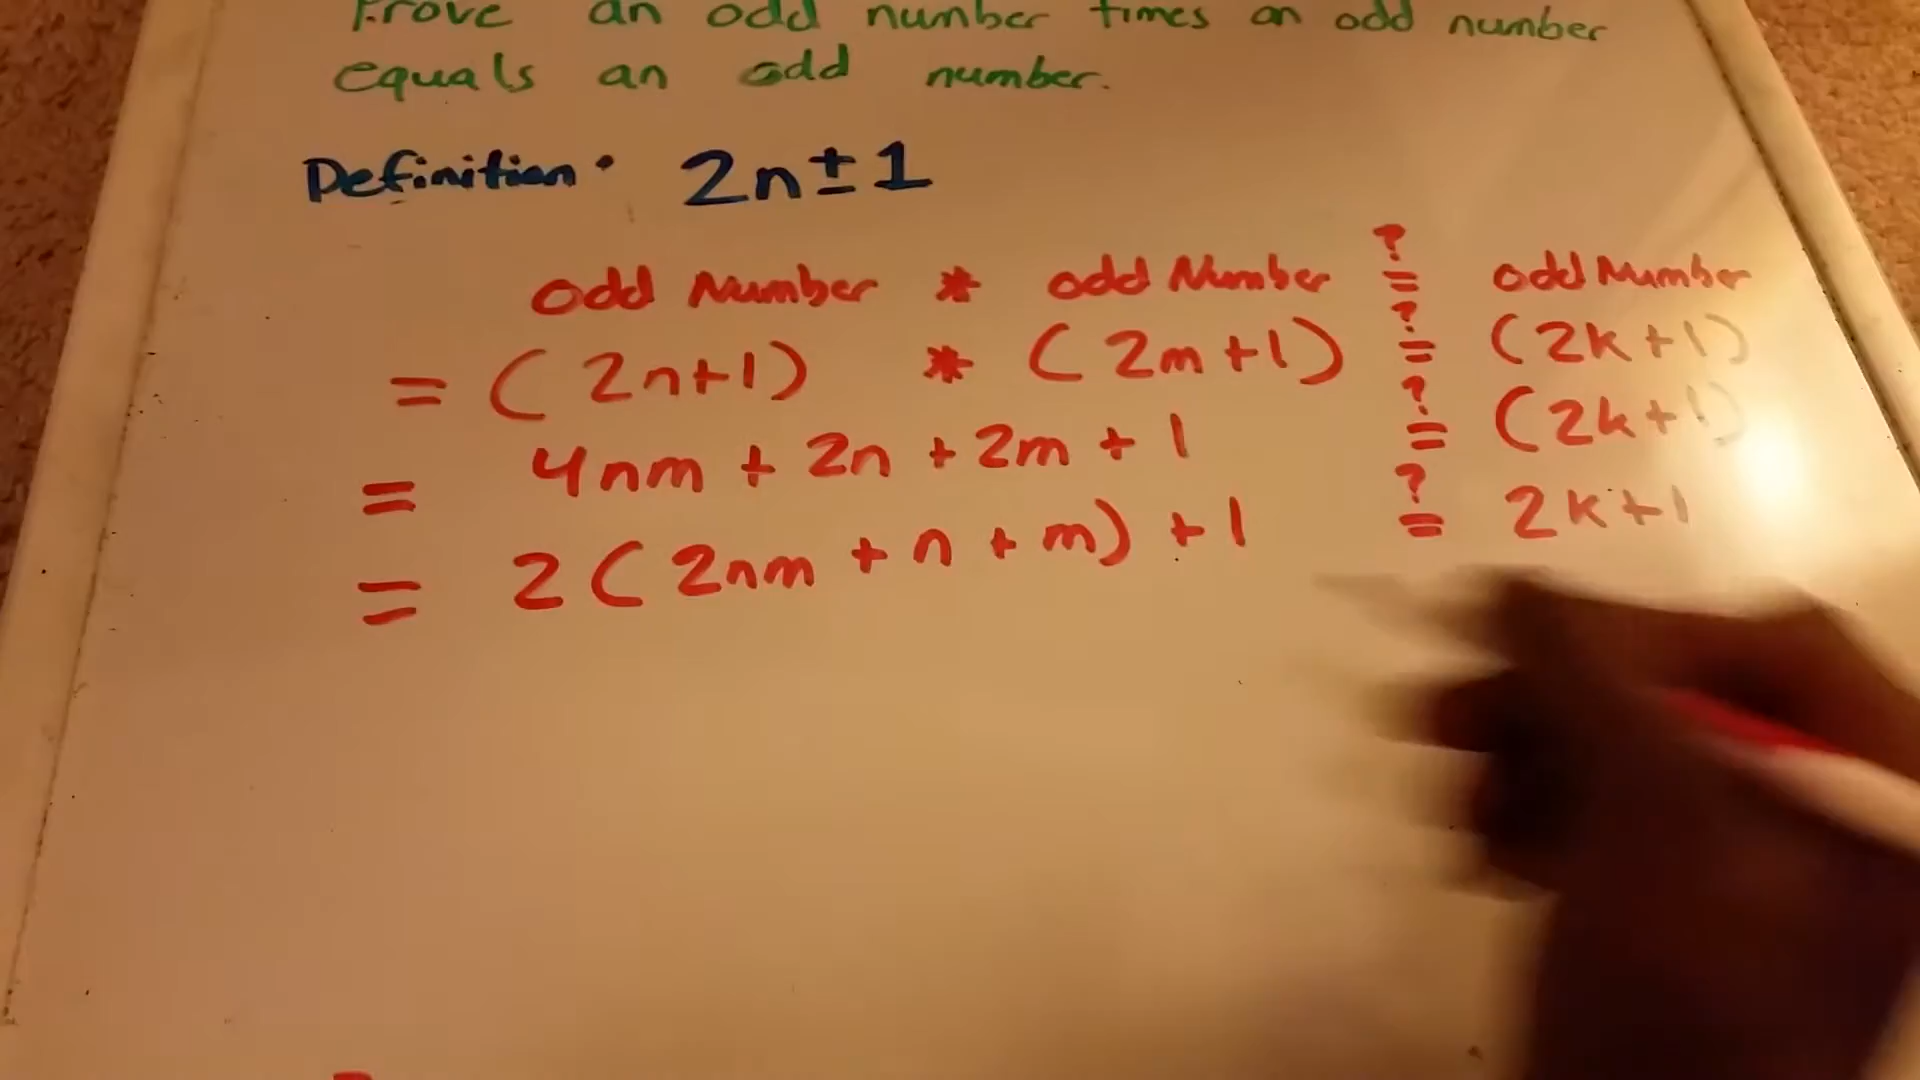 Prove an odd number times an odd number
equals an odd number.
Definition: 2n±1
odd Number * odd Number ?= odd Number
= (2n+1) * (2m+1) ?= (2k+1)
= 4nm + 2n + 2m + 1 ?= (2k+1)
= 2(2nm + n + m) + 1 ?= 2k+1